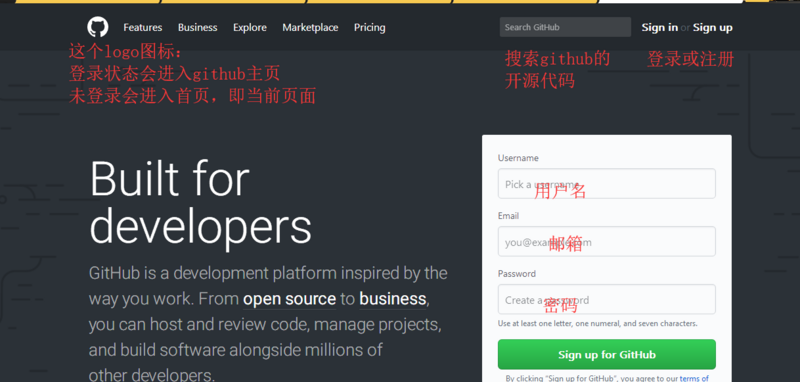 Features Business Explore Marketplace Pricing Search GitHub Sign in or Sign up
这个logo图标:
登录状态会进入github主页
未登录会进入首页，即当前页面
搜索github的
开源代码
登录或注册
Built for
developers
GitHub is a development platform inspired by the
way you work. From open source to business,
you can host and review code, manage projects,
and build software alongside millions of
other developers.
Username
Pick a username
用户名
Email
you@example.com
邮箱
Password
Create a password
密码
Use at least one letter, one numeral, and seven characters.
Sign up for GitHub
By clicking "Sign up for GitHub", you agree to our terms of